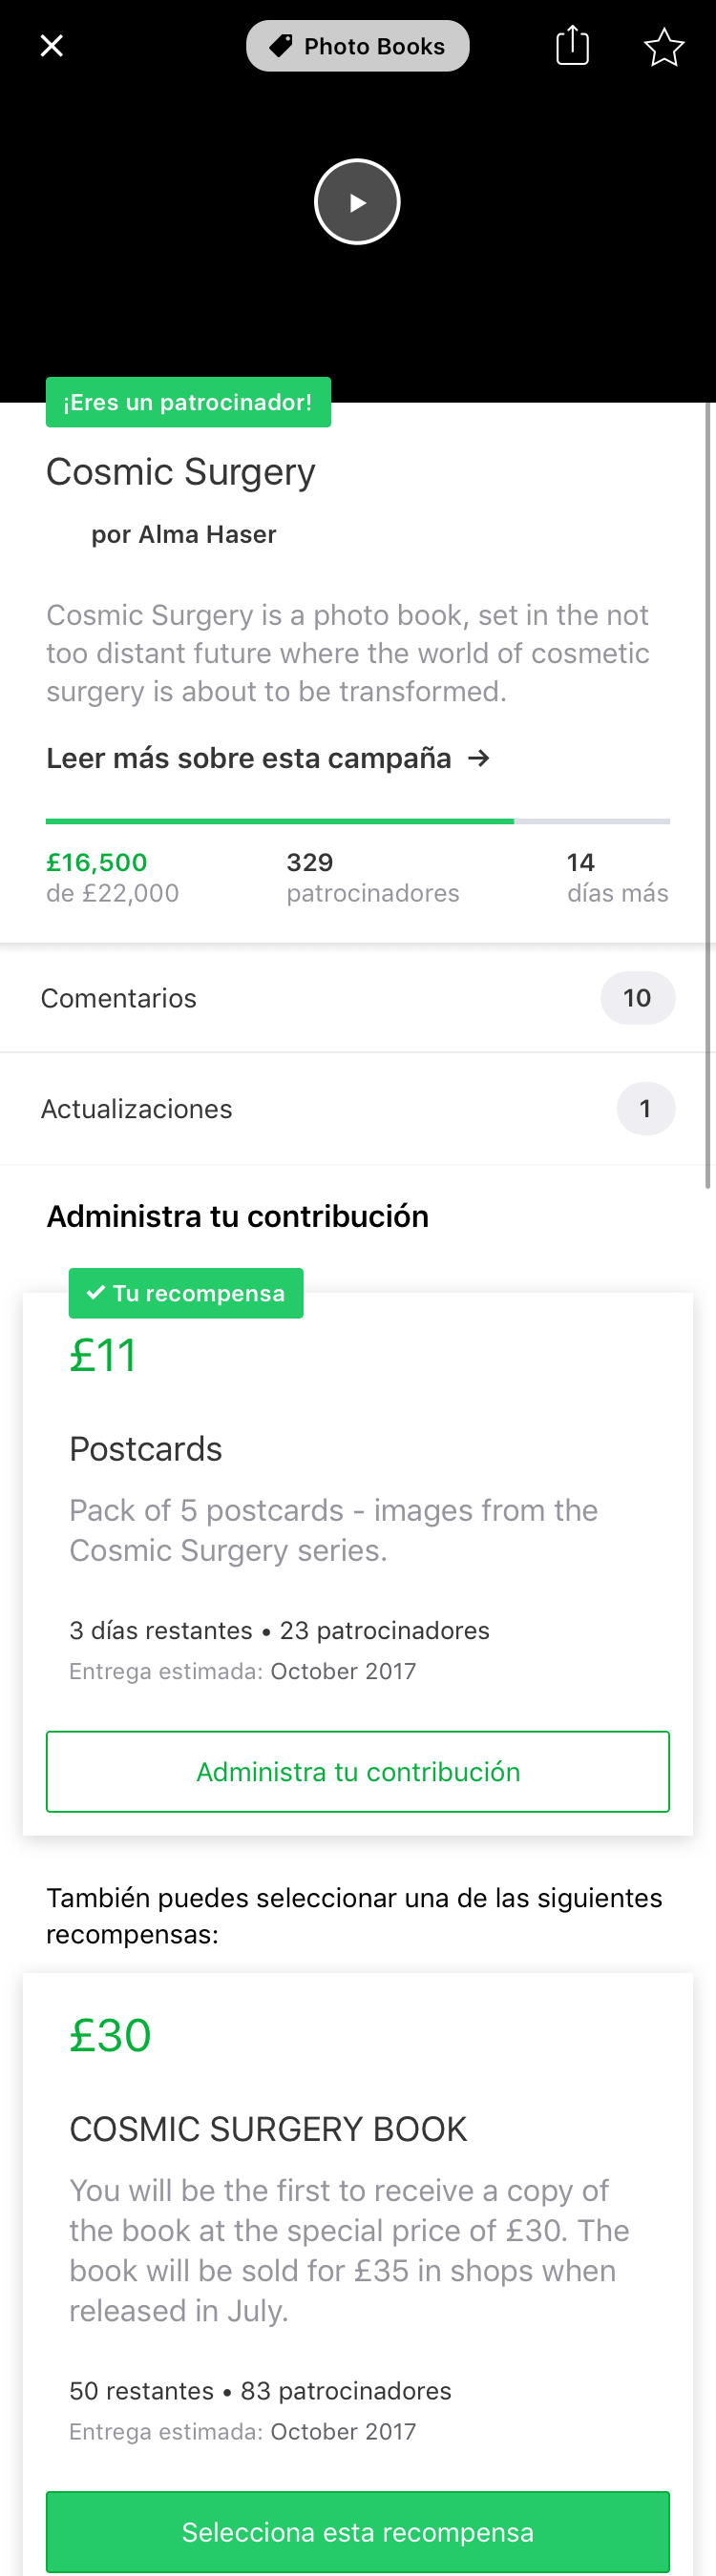 Photo Books
¡Eres un patrocinador!
Cosmic Surgery
por Alma Haser
Cosmic Surgery is a photo book, set in the not
too distant future where the world of cosmetic
surgery is about to be transformed.
Leer más sobre esta campaña →
£16,500
de £22,000
329
patrocinadores
14
días más
Comentarios
10
Actualizaciones
1
Administra tu contribución
✓ Tu recompensa
£11
Postcards
Pack of 5 postcards - images from the
Cosmic Surgery series.
3 días restantes • 23 patrocinadores
Entrega estimada: October 2017
Administra tu contribución
También puedes seleccionar una de las siguientes
recompensas:
£30
COSMIC SURGERY BOOK
You will be the first to receive a copy of
the book at the special price of £30. The
book will be sold for £35 in shops when
released in July.
50 restantes • 83 patrocinadores
Entrega estimada: October 2017
Selecciona esta recompensa